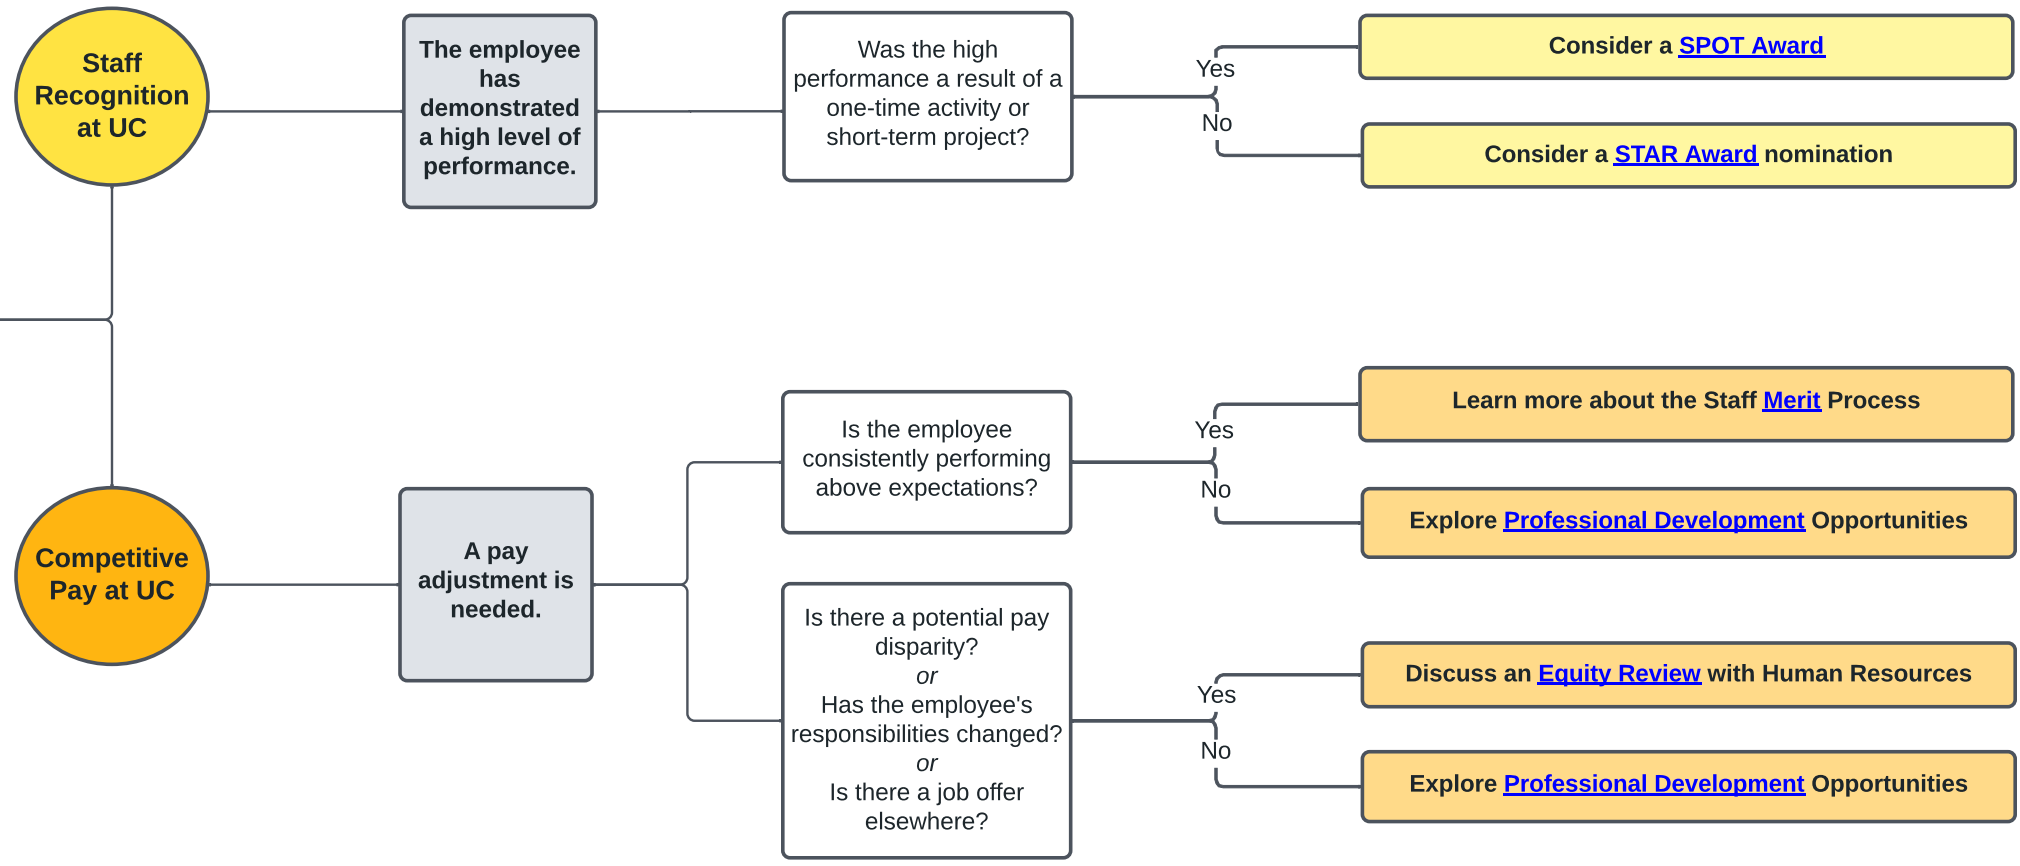 Staff
Recognition
at UC
The employee
has
demonstrated
a high level of
performance.
Was the high
performance a result of a
one-time activity or
short-term project?
Yes
No
Consider a SPOT Award
Consider a STAR Award nomination
Competitive
Pay at UC
A pay
adjustment is
needed.
Is the employee
consistently performing
above expectations?
Yes
No
Learn more about the Staff Merit Process
Explore Professional Development Opportunities
Is there a potential pay
disparity?
or
Has the employee's
responsibilities changed?
or
Is there a job offer
elsewhere?
Yes
No
Discuss an Equity Review with Human Resources
Explore Professional Development Opportunities